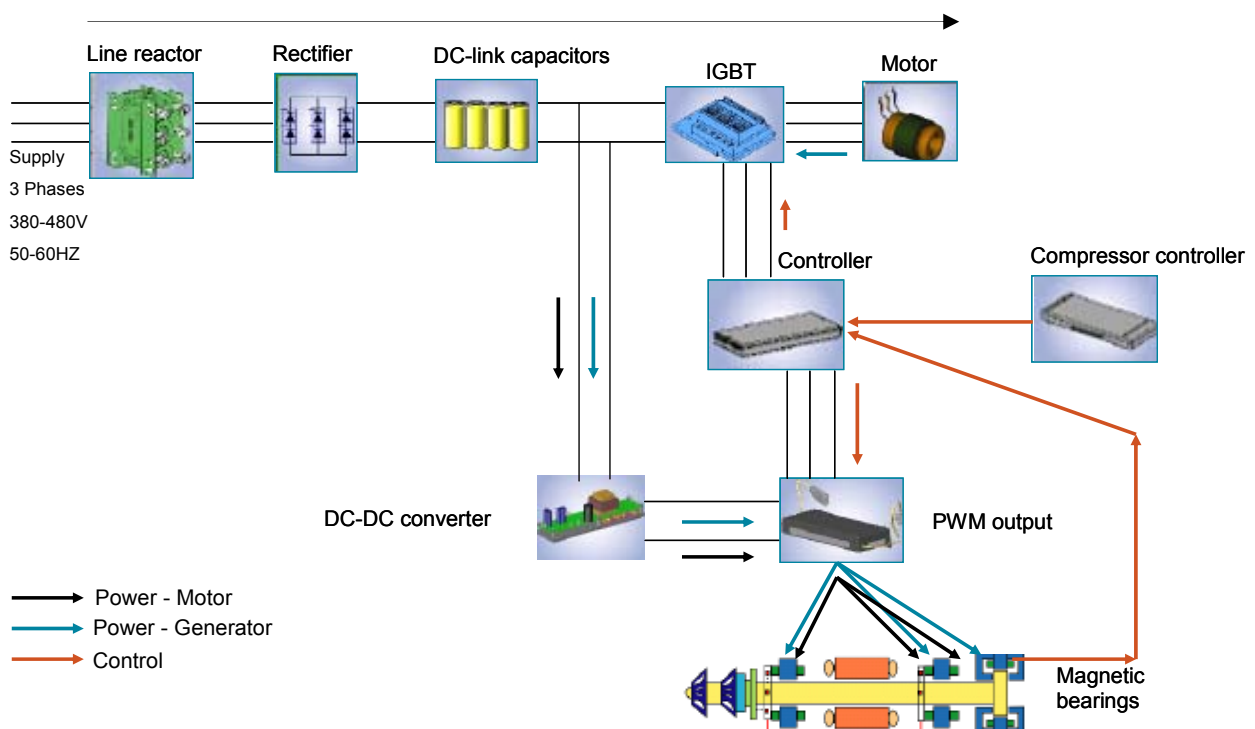 Line reactor
Rectifier
DC-link capacitors
IGBT
Motor
Supply
3 Phases
380-480V
50-60HZ
Controller
Compressor controller
DC-DC converter
PWM output
Power - Motor
Power - Generator
Control
Magnetic
bearings